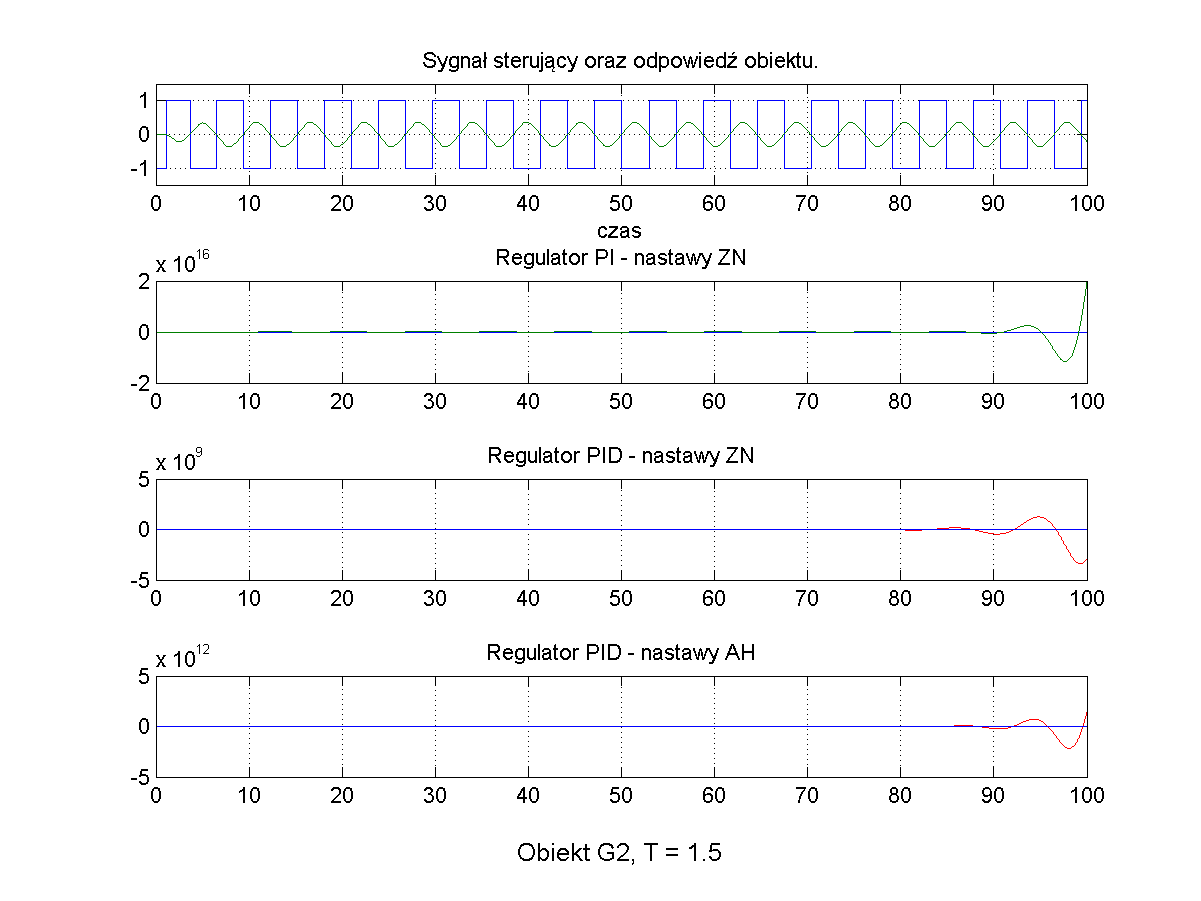 Sygnał sterujący oraz odpowiedź obiektu.
1
0
-1
0 10 20 30 40 50 60 70 80 90 100
czas
Regulator PI - nastawy ZN
x 10^16
2
0
-2
0 10 20 30 40 50 60 70 80 90 100
Regulator PID - nastawy ZN
x 10^9
5
0
-5
0 10 20 30 40 50 60 70 80 90 100
Regulator PID - nastawy AH
x 10^12
5
0
-5
0 10 20 30 40 50 60 70 80 90 100
Obiekt G2, T = 1.5